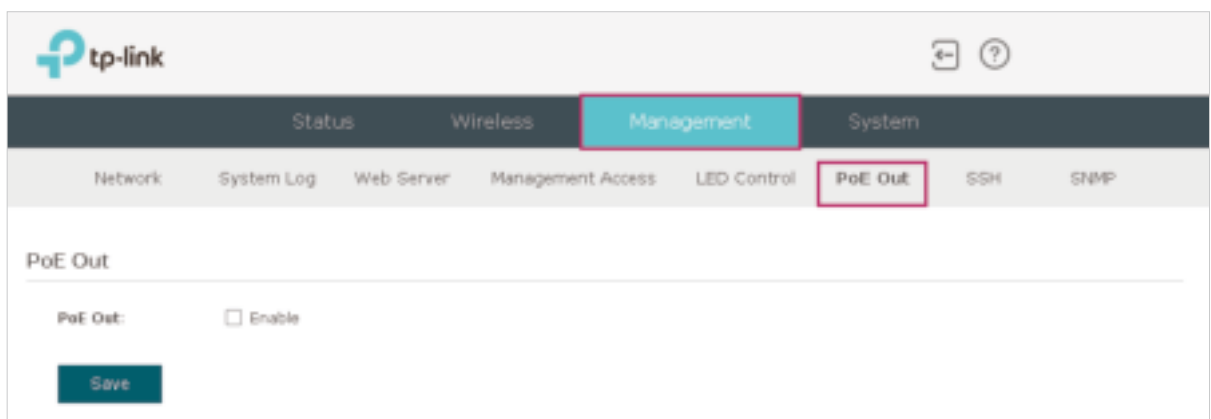 tp-link
Status Wireless Management System
Network System Log Web Server Management Access LED Control PoE Out SSH SNMP
PoE Out
PoE Out: Enable
Save